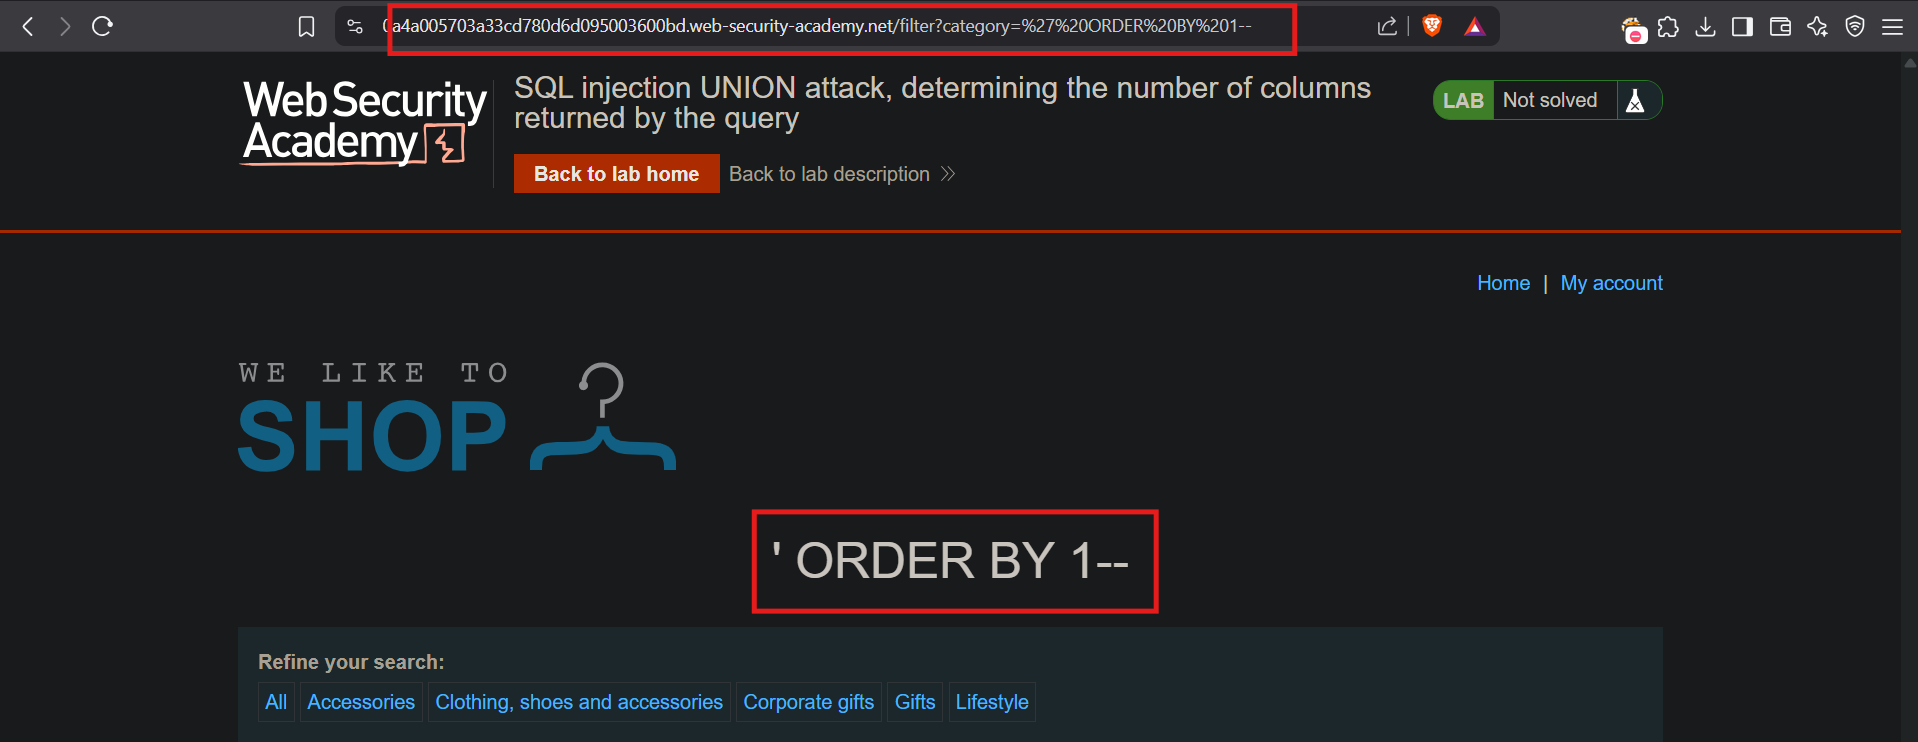 0a4a005703a33cd780d6d095003600bd.web-security-academy.net/filter?category=%27%20ORDER%20BY%201--
Web Security
Academy
SQL injection UNION attack, determining the number of columns
returned by the query
LAB Not solved
Back to lab home Back to lab description
Home | My account
WE LIKE TO
SHOP
' ORDER BY 1--
Refine your search:
All Accessories Clothing, shoes and accessories Corporate gifts Gifts Lifestyle